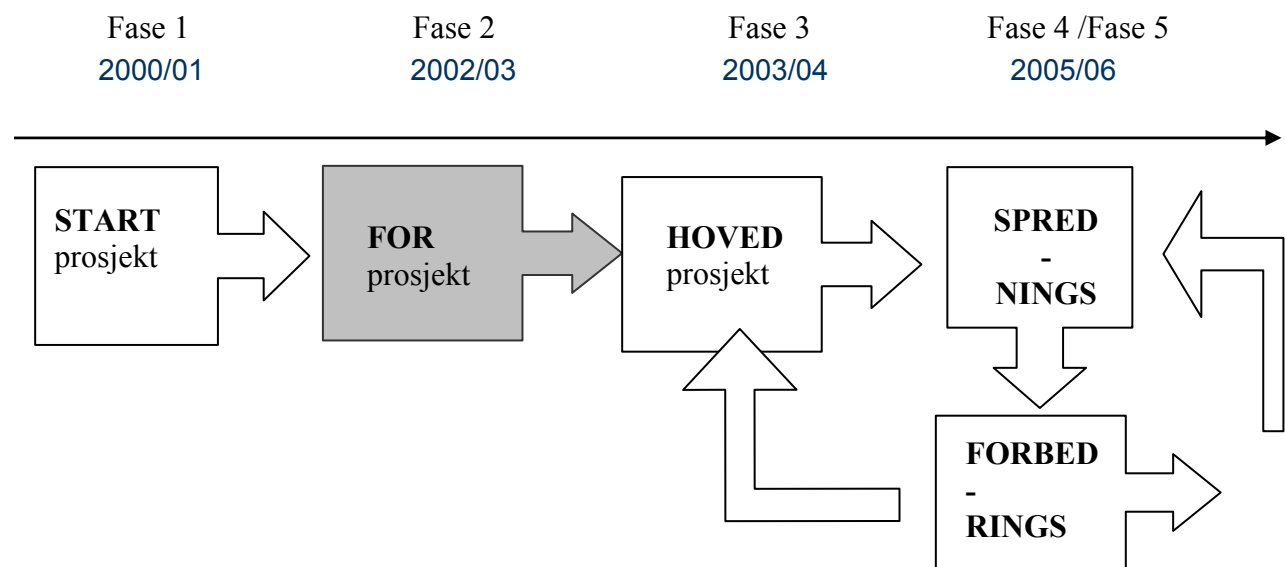 Fase 1
Fase 2
Fase 3
Fase 4 /Fase 5
2000/01
2002/03
2003/04
2005/06
START
prosjekt
FOR
prosjekt
HOVED
prosjekt
SPRED
-
NINGS
FORBED
-
RINGS